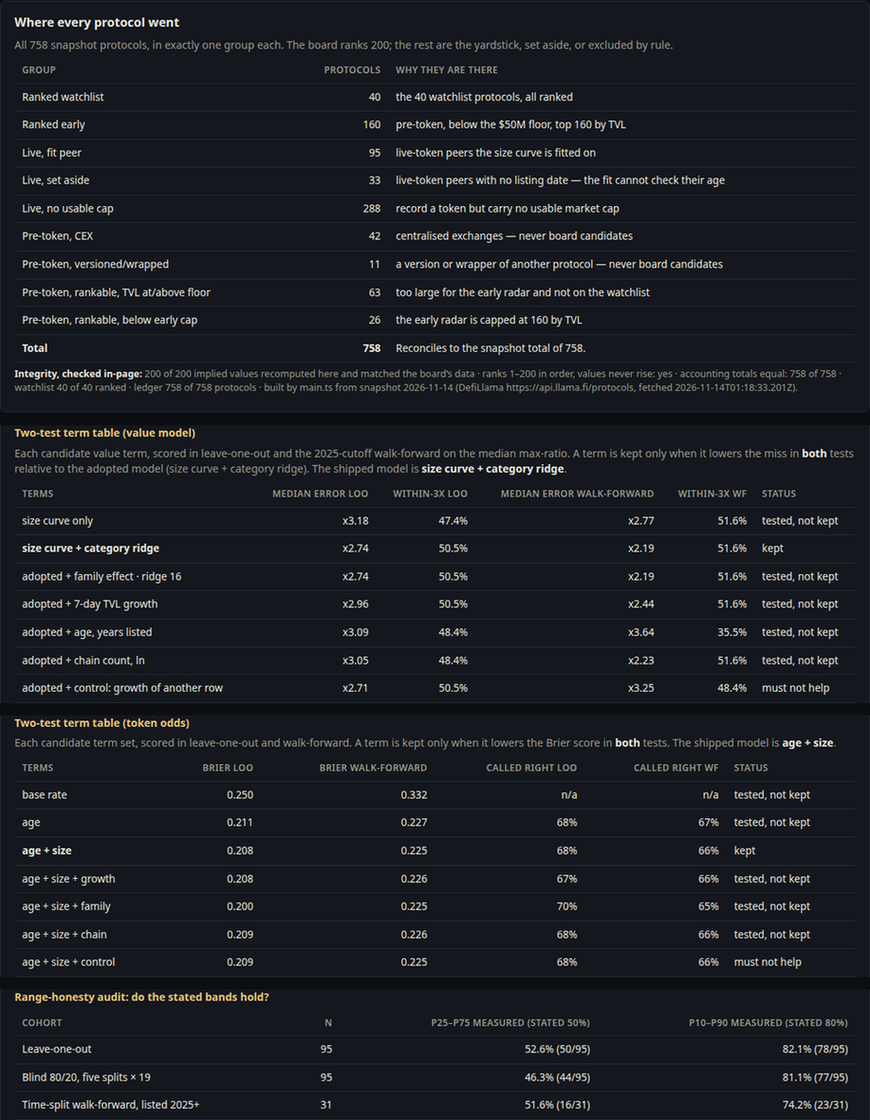 Where every protocol went
All 758 snapshot protocols, in exactly one group each. The board ranks 200; the rest are the yardstick, set aside, or excluded by rule.
GROUP PROTOCOLS WHY THEY ARE THERE
Ranked watchlist 40 the 40 watchlist protocols, all ranked
Ranked early 160 pre-token, below the $50M floor, top 160 by TVL
Live, fit peer 95 live-token peers the size curve is fitted on
Live, set aside 33 live-token peers with no listing date — the fit cannot check their age
Live, no usable cap 288 record a token but carry no usable market cap
Pre-token, CEX 42 centralised exchanges — never board candidates
Pre-token, versioned/wrapped 11 a version or wrapper of another protocol — never board candidates
Pre-token, rankable, TVL at/above floor 63 too large for the early radar and not on the watchlist
Pre-token, rankable, below early cap 26 the early radar is capped at 160 by TVL
Total 758 Reconciles to the snapshot total of 758.
Integrity, checked in-page: 200 of 200 implied values recomputed here and matched the board's data · ranks 1–200 in order, values never rise: yes · accounting totals equal: 758 of 758 ·
watchlist 40 of 40 ranked · ledger 758 of 758 protocols · built by main.ts from snapshot 2026-11-14 (DefiLlama https://api.llama.fi/protocols, fetched 2026-11-14T01:18:33.201Z).
Two-test term table (value model)
Each candidate value term, scored in leave-one-out and the 2025-cutoff walk-forward on the median max-ratio. A term is kept only when it lowers the miss in both tests
relative to the adopted model (size curve + category ridge). The shipped model is size curve + category ridge.
TERMS MEDIAN ERROR LOO WITHIN-3X LOO MEDIAN ERROR WALK-FORWARD WITHIN-3X WF STATUS
size curve only x3.18 47.4% x2.77 51.6% tested, not kept
size curve + category ridge x2.74 50.5% x2.19 51.6% kept
adopted + family effect · ridge 16 x2.74 50.5% x2.19 51.6% tested, not kept
adopted + 7-day TVL growth x2.96 50.5% x2.44 51.6% tested, not kept
adopted + age, years listed x3.09 48.4% x3.64 35.5% tested, not kept
adopted + chain count, ln x3.05 48.4% x2.23 51.6% tested, not kept
adopted + control: growth of another row x2.71 50.5% x3.25 48.4% must not help
Two-test term table (token odds)
Each candidate term set, scored in leave-one-out and walk-forward. A term is kept only when it lowers the Brier score in both tests. The shipped model is age + size.
TERMS BRIER LOO BRIER WALK-FORWARD CALLED RIGHT LOO CALLED RIGHT WF STATUS
base rate 0.250 0.332 n/a n/a tested, not kept
age 0.211 0.227 68% 67% tested, not kept
age + size 0.208 0.225 68% 66% kept
age + size + growth 0.208 0.226 67% 66% tested, not kept
age + size + family 0.200 0.225 70% 65% tested, not kept
age + size + chain 0.209 0.226 68% 66% tested, not kept
age + size + control 0.209 0.225 68% 66% must not help
Range-honesty audit: do the stated bands hold?
COHORT N P25–P75 MEASURED (STATED 50%) P10–P90 MEASURED (STATED 80%)
Leave-one-out 95 52.6% (50/95) 82.1% (78/95)
Blind 80/20, five splits × 19 95 46.3% (44/95) 81.1% (77/95)
Time-split walk-forward, listed 2025+ 31 51.6% (16/31) 74.2% (23/31)